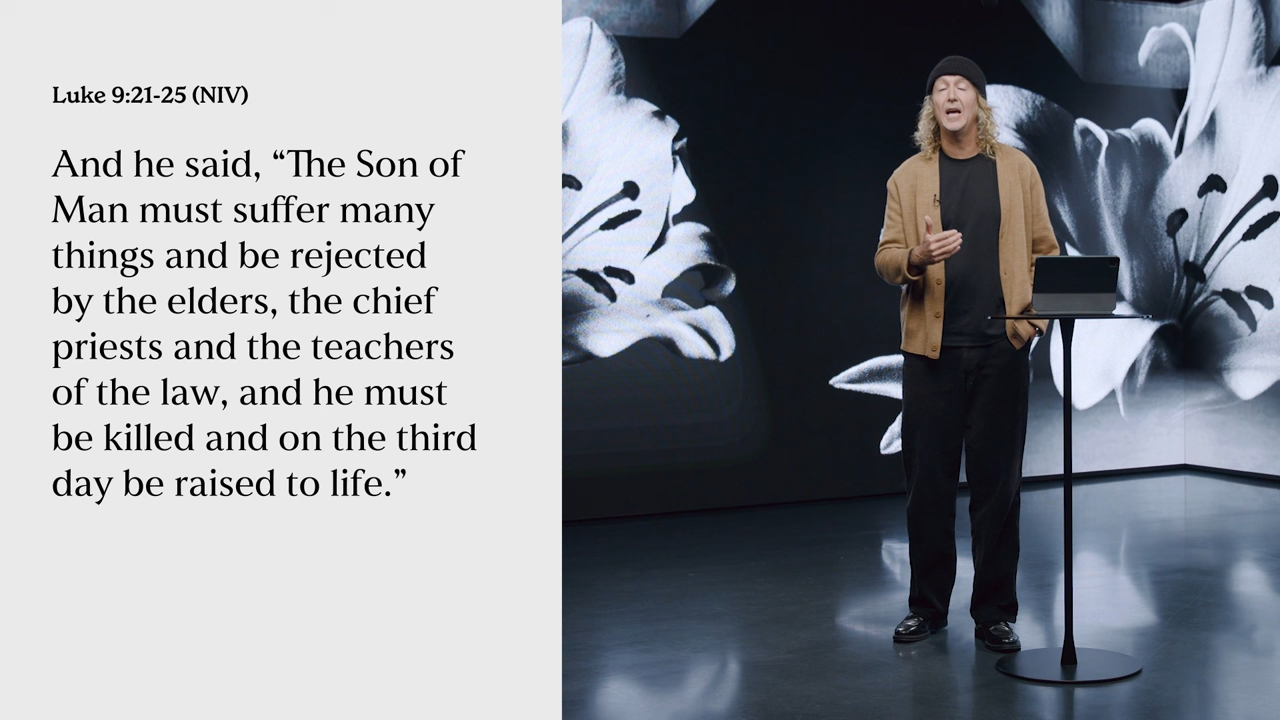 Luke 9:21-25 (NIV)
And he said, “The Son of
Man must suffer many
things and be rejected
by the elders, the chief
priests and the teachers
of the law, and he must
be killed and on the third
day be raised to life.”